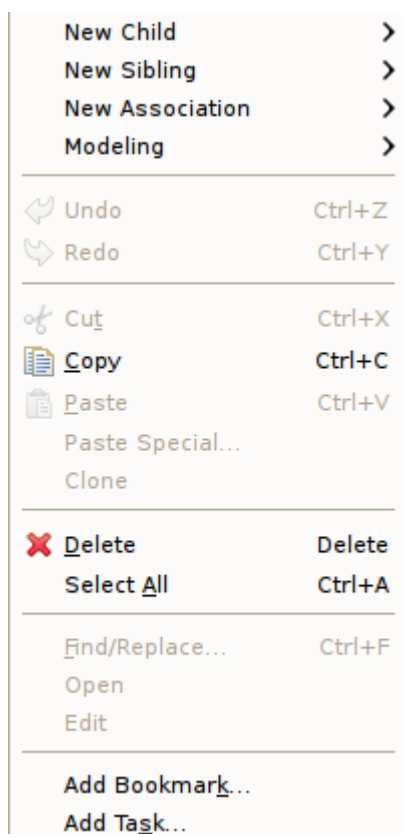 New Child
New Sibling
New Association
Modeling
Undo Ctrl+Z
Redo Ctrl+Y
Cut Ctrl+X
Copy Ctrl+C
Paste Ctrl+V
Paste Special...
Clone
Delete Delete
Select All Ctrl+A
Find/Replace... Ctrl+F
Open
Edit
Add Bookmark...
Add Task...